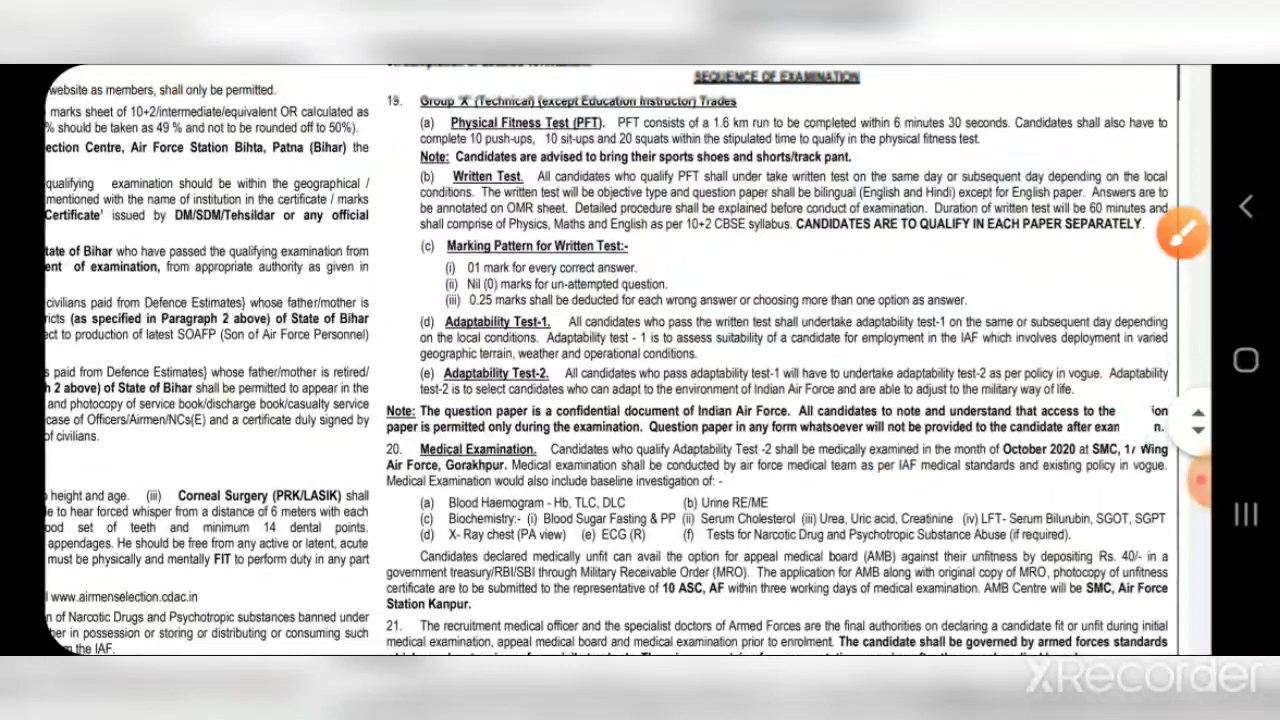 website as members, shall only be permitted.
marks sheet of 10+2/intermediate/equivalent OR calculated as
% should be taken as 49 % and not to be rounded off to 50%).
ection Centre, Air Force Station Bihta, Patna (Bihar) the
qualifying examination should be within the geographical /
mentioned with the name of institution in the certificate / marks
Certificate' issued by DM/SDM/Tehsildar or any official
tate of Bihar who have passed the qualifying examination from
ent of examination, from appropriate authority as given in
civilians paid from Defence Estimates} whose father/mother is
ricts (as specified in Paragraph 2 above) of State of Bihar
ect to production of latest SOAFP (Son of Air Force Personnel)
s paid from Defence Estimates} whose father/mother is retired/
h 2 above) of State of Bihar shall be permitted to appear in the
and photocopy of service book/discharge book/casualty service
case of Officers/Airmen/NCs(E) and a certificate duly signed by
of civilians.
height and age. (iii) Corneal Surgery (PRK/LASIK) shall
le to hear forced whisper from a distance of 6 meters with each
ood set of teeth and minimum 14 dental points.
appendages. He should be free from any active or latent, acute
must be physically and mentally FIT to perform duty in any part
l www.airmenselection.cdac.in
n of Narcotic Drugs and Psychotropic substances banned under
her in possession or storing or distributing or consuming such
m the IAF.
SEQUENCE OF EXAMINATION
19. Group 'X' (Technical) {except Education Instructor} Trades
(a) Physical Fitness Test (PFT). PFT consists of a 1.6 km run to be completed within 6 minutes 30 seconds. Candidates shall also have to
complete 10 push-ups, 10 sit-ups and 20 squats within the stipulated time to qualify in the physical fitness test.
Note: Candidates are advised to bring their sports shoes and shorts/track pant.
(b) Written Test. All candidates who qualify PFT shall under take written test on the same day or subsequent day depending on the local
conditions. The written test will be objective type and question paper shall be bilingual (English and Hindi) except for English paper. Answers are to
be annotated on OMR sheet. Detailed procedure shall be explained before conduct of examination. Duration of written test will be 60 minutes and
shall comprise of Physics, Maths and English as per 10+2 CBSE syllabus. CANDIDATES ARE TO QUALIFY IN EACH PAPER SEPARATELY.
(c) Marking Pattern for Written Test:-
(i) 01 mark for every correct answer.
(ii) Nil (0) marks for un-attempted question.
(iii) 0.25 marks shall be deducted for each wrong answer or choosing more than one option as answer.
(d) Adaptability Test-1. All candidates who pass the written test shall undertake adaptability test-1 on the same or subsequent day depending
on the local conditions. Adaptability test - 1 is to assess suitability of a candidate for employment in the IAF which involves deployment in varied
geographic terrain, weather and operational conditions.
(e) Adaptability Test-2. All candidates who pass adaptability test-1 will have to undertake adaptability test-2 as per policy in vogue. Adaptability
test-2 is to select candidates who can adapt to the environment of Indian Air Force and are able to adjust to the military way of life.
Note: The question paper is a confidential document of Indian Air Force. All candidates to note and understand that access to the ion
paper is permitted only during the examination. Question paper in any form whatsoever will not be provided to the candidate after exan n.
20. Medical Examination. Candidates who qualify Adaptability Test -2 shall be medically examined in the month of October 2020 at SMC, 17 Wing
Air Force, Gorakhpur. Medical examination shall be conducted by air force medical team as per IAF medical standards and existing policy in vogue.
Medical Examination would also include baseline investigation of: -
(a) Blood Haemogram - Hb, TLC, DLC (b) Urine RE/ME
(c) Biochemistry:- (i) Blood Sugar Fasting & PP (ii) Serum Cholesterol (iii) Urea, Uric acid, Creatinine (iv) LFT- Serum Bilurubin, SGOT, SGPT
(d) X- Ray chest (PA view) (e) ECG (R) (f) Tests for Narcotic Drug and Psychotropic Substance Abuse (if required).
Candidates declared medically unfit can avail the option for appeal medical board (AMB) against their unfitness by depositing Rs. 40/- in a
government treasury/RBI/SBI through Military Receivable Order (MRO). The application for AMB along with original copy of MRO, photocopy of unfitness
certificate are to be submitted to the representative of 10 ASC, AF within three working days of medical examination. AMB Centre will be SMC, Air Force
Station Kanpur.
21. The recruitment medical officer and the specialist doctors of Armed Forces are the final authorities on declaring a candidate fit or unfit during initial
medical examination, appeal medical board and medical examination prior to enrolment. The candidate shall be governed by armed forces standards
XRecorder